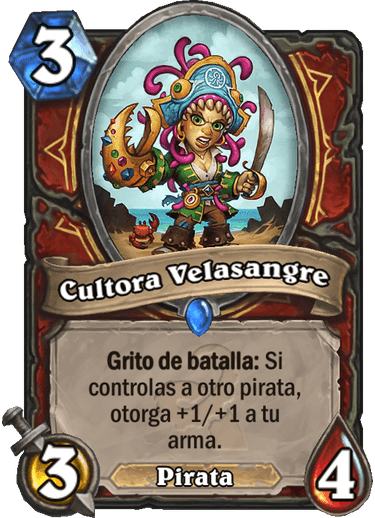 3
Cultora Velasangre
Grito de batalla: Si
controlas a otro pirata,
otorga +1/+1 a tu
arma.
3
Pirata
4